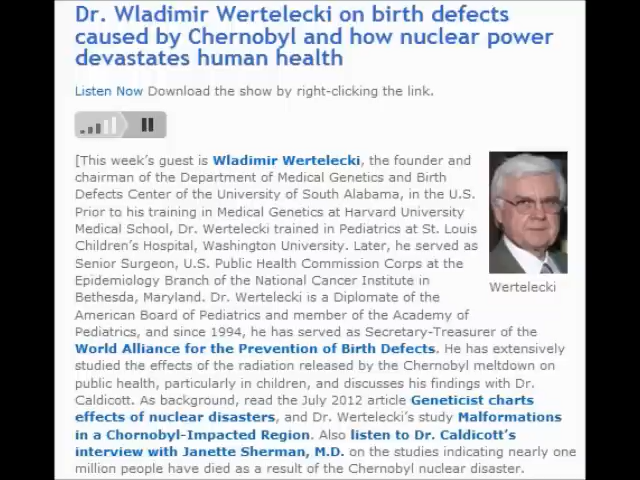 Dr. Wladimir Wertelecki on birth defects
caused by Chernobyl and how nuclear power
devastates human health
Listen Now Download the show by right-clicking the link.
[This week's guest is Wladimir Wertelecki, the founder and
chairman of the Department of Medical Genetics and Birth
Defects Center of the University of South Alabama, in the U.S.
Prior to his training in Medical Genetics at Harvard University
Medical School, Dr. Wertelecki trained in Pediatrics at St. Louis
Children's Hospital, Washington University. Later, he served as
Senior Surgeon, U.S. Public Health Commission Corps at the
Epidemiology Branch of the National Cancer Institute in
Bethesda, Maryland. Dr. Wertelecki is a Diplomate of the
American Board of Pediatrics and member of the Academy of
Pediatrics, and since 1994, he has served as Secretary-Treasurer of the
World Alliance for the Prevention of Birth Defects. He has extensively
studied the effects of the radiation released by the Chernobyl meltdown on
public health, particularly in children, and discusses his findings with Dr.
Caldicott. As background, read the July 2012 article Geneticist charts
effects of nuclear disasters, and Dr. Wertelecki's study Malformations
in a Chornobyl-Impacted Region. Also listen to Dr. Caldicott's
interview with Janette Sherman, M.D. on the studies indicating nearly one
million people have died as a result of the Chernobyl nuclear disaster.
Wertelecki